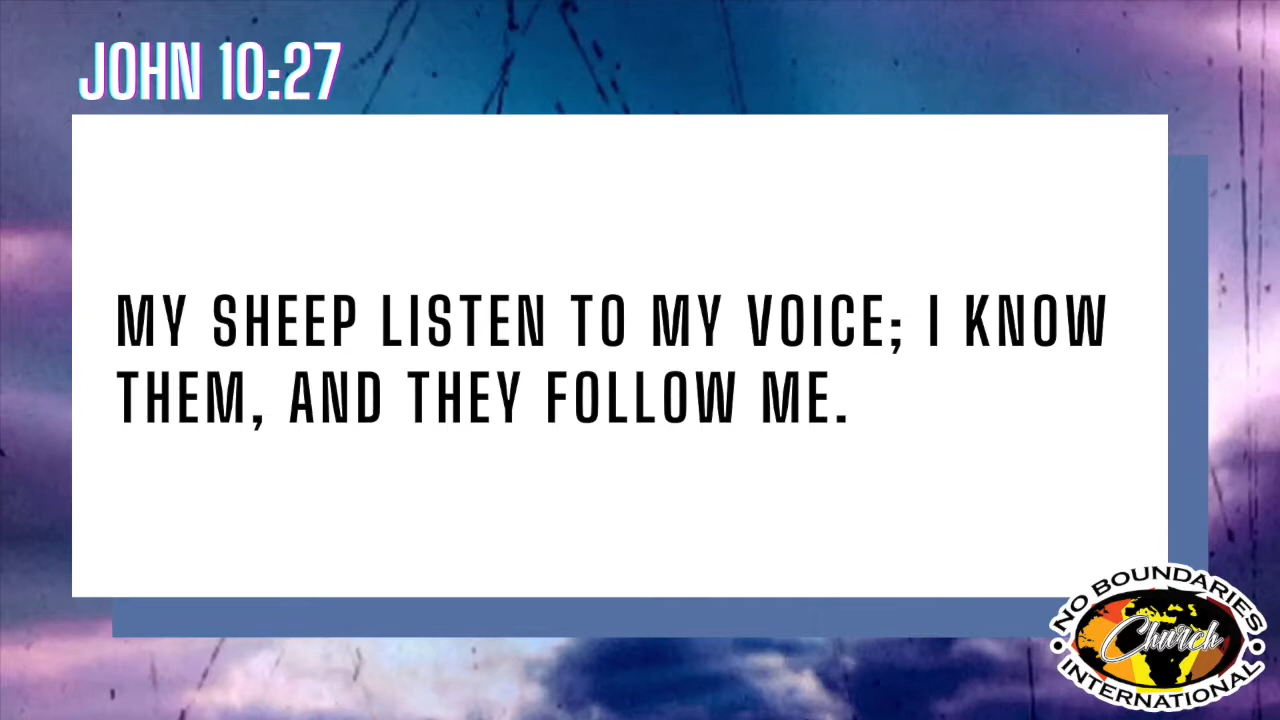 JOHN 10:27
MY SHEEP LISTEN TO MY VOICE; I KNOW
THEM, AND THEY FOLLOW ME.
NO BOUNDARIES
Church
INTERNATIONAL